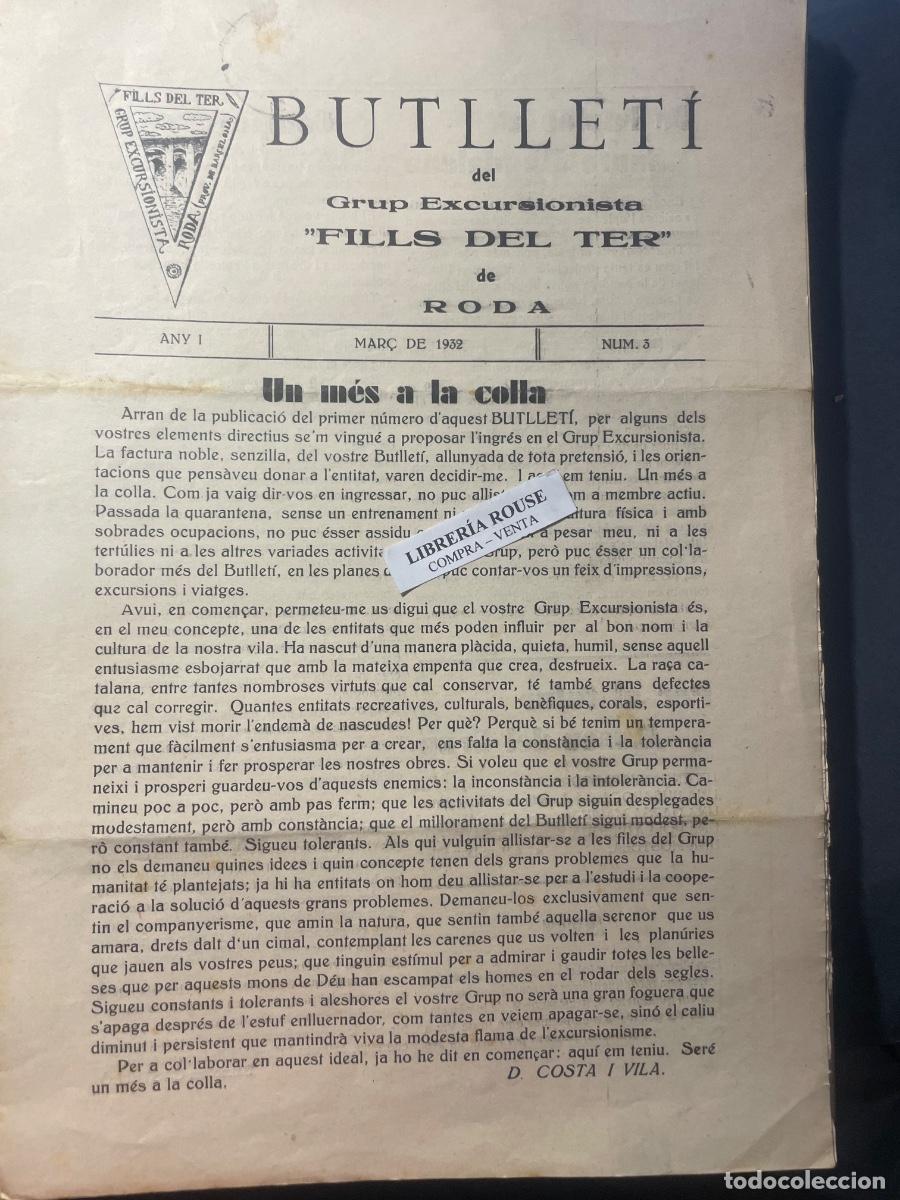 FILLS DEL TER
GRUP EXCURSIONISTA
RODA (PROV. DE BARCELONA)
BUTLLETÍ
del
Grup Excursionista
"FILLS DEL TER"
de
RODA
ANY I
MARÇ DE 1932
NUM. 3
Un més a la colla
Arran de la publicació del primer número d'aquest BUTLLETÍ, per alguns dels
vostres elements directius se'm vingué a proposar l'ingrés en el Grup Excursionista.
La factura noble, senzilla, del vostre Butlletí, allunyada de tota pretensió, i les orien-
tacions que pensàveu donar a l'entitat, varen decidir-me. I em teniu. Un més a
la colla. Com ja vaig dir-vos en ingressar, no puc a membre actiu.
Passada la quarantena, sense un entrenament física i amb
sobrades ocupacions, no puc ésser assidu a pesar meu, ni a les
tertúlies ni a les altres variades però puc ésser un col·la-
borador més del Butlletí, en les planes puc contar-vos un feix d'impressions,
excursions i viatges.
Avui, en començar, permeteu-me us digui que el vostre Grup Excursionista és,
en el meu concepte, una de les entitats que més poden influir per al bon nom i la
cultura de la nostra vila. Ha nascut d'una manera plàcida, quieta, humil, sense aquell
entusiasme esbojarrat que amb la mateixa empenta que crea, destrueix. La raça ca-
talana, entre tantes nombroses virtuts que cal conservar, té també grans defectes
que cal corregir. Quantes entitats recreatives, culturals, benèfiques, corals, esporti-
ves, hem vist morir l'endemà de nascudes! Per què? Perquè si bé tenim un tempera-
ment que fàcilment s'entusiasma per a crear, ens falta la constància i la tolerància
per a mantenir i fer prosperar les nostres obres. Si voleu que el vostre Grup perma-
neixi i prosperi guardeu-vos d'aquests enemics: la inconstància i la intolerància. Ca-
mineu poc a poc, però amb pas ferm; que les activitats del Grup siguin desplegades
modestament, però amb constància; que el millorament del Butlletí sigui modest, pe-
rò constant també. Sigueu tolerants. Als qui vulguin allistar-se a les files del Grup
no els demaneu quines idees i quin concepte tenen dels grans problemes que la hu-
manitat té plantejats; ja hi ha entitats on hom deu allistar-se per a l'estudi i la coope-
ració a la solució d'aquests grans problemes. Demaneu-los exclusivament que sen-
tin el companyerisme, que amin la natura, que sentin també aquella serenor que us
amara, drets dalt d'un cimal, contemplant les carenes que us volten i les planúries
que jauen als vostres peus; que tinguin estímul per a admirar i gaudir totes les belle-
ses que per aquests mons de Déu han escampat els homes en el rodar dels segles.
Sigueu constants i tolerants i aleshores el vostre Grup no serà una gran foguera que
s'apaga després de l'estuf enlluernador, com tantes en veiem apagar-se, sinó el caliu
diminut i persistent que mantindrà viva la modesta flama de l'excursionisme.
Per a col·laborar en aquest ideal, ja ho he dit en començar: aquí em teniu. Seré
un més a la colla.
D. COSTA I VILA.
LIBRERÍA ROUSE
COMPRA – VENTA
todocoleccion